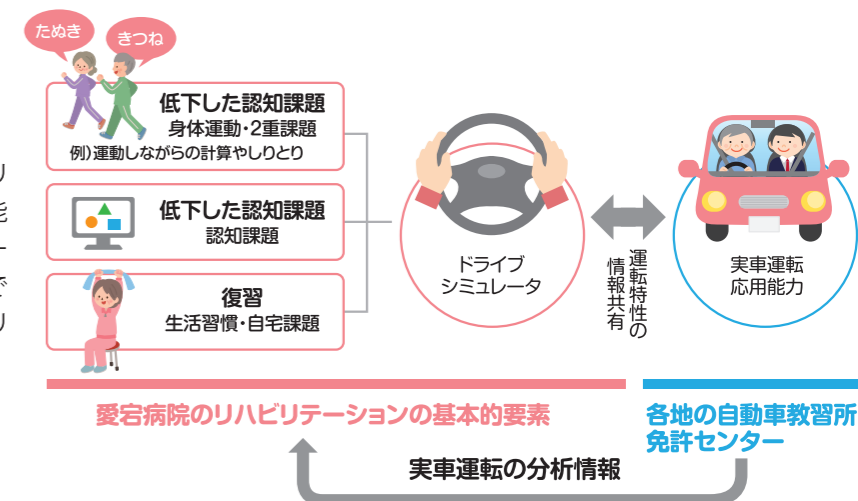 たぬき
きつね
低下した認知課題
身体運動・2重課題
例)運動しながらの計算やしりとり
低下した認知課題
認知課題
復習
生活習慣・自宅課題
ドライブ
シミュレータ
運転特性の
情報共有
実車運転
応用能力
愛宕病院のリハビリテーションの基本的要素
各地の自動車教習所
免許センター
実車運転の分析情報
リ
能
ー
で
リ